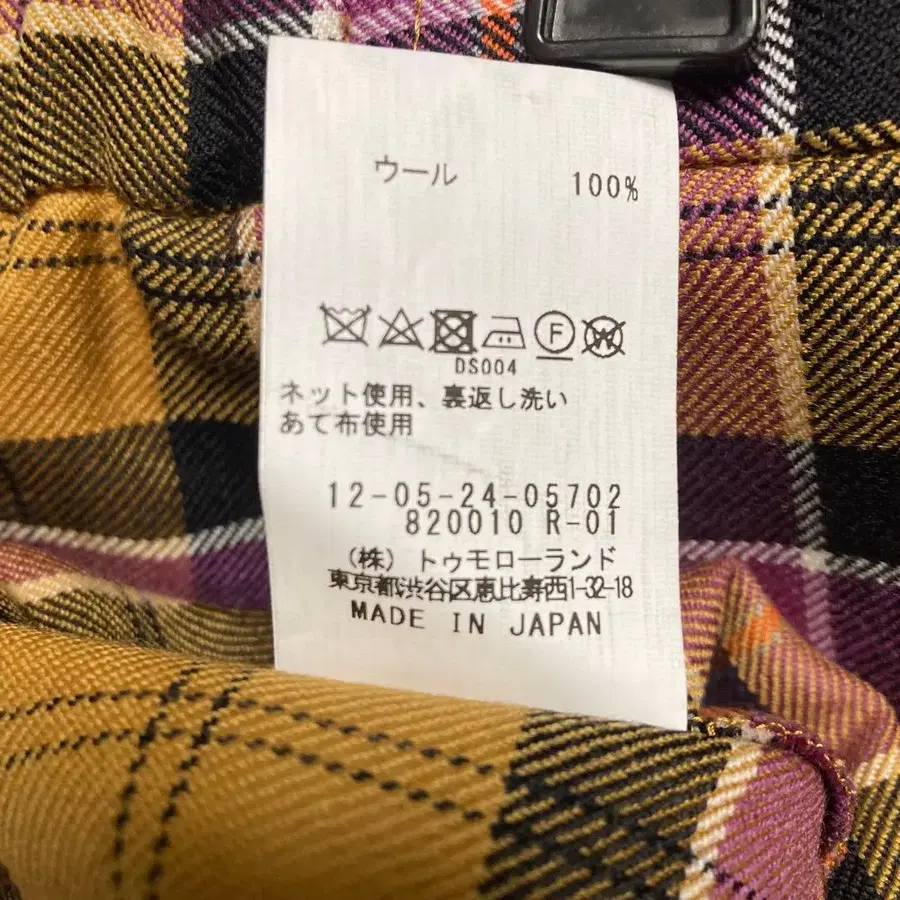 ウール 100%
F W
DS004
ネット使用、裏返し洗い
あて布使用
12-05-24-05702
820010 R-01
(株) トゥモローランド
東京都渋谷区恵比寿西1-32-18
MADE IN JAPAN